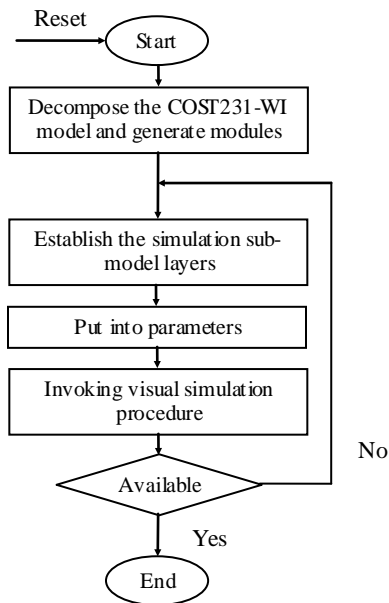 Reset
Start
Decompose the COST231-WI
model and generate modules
Establish the simulation sub-
model layers
Put into parameters
Invoking visual simulation
procedure
No
Available
Yes
End